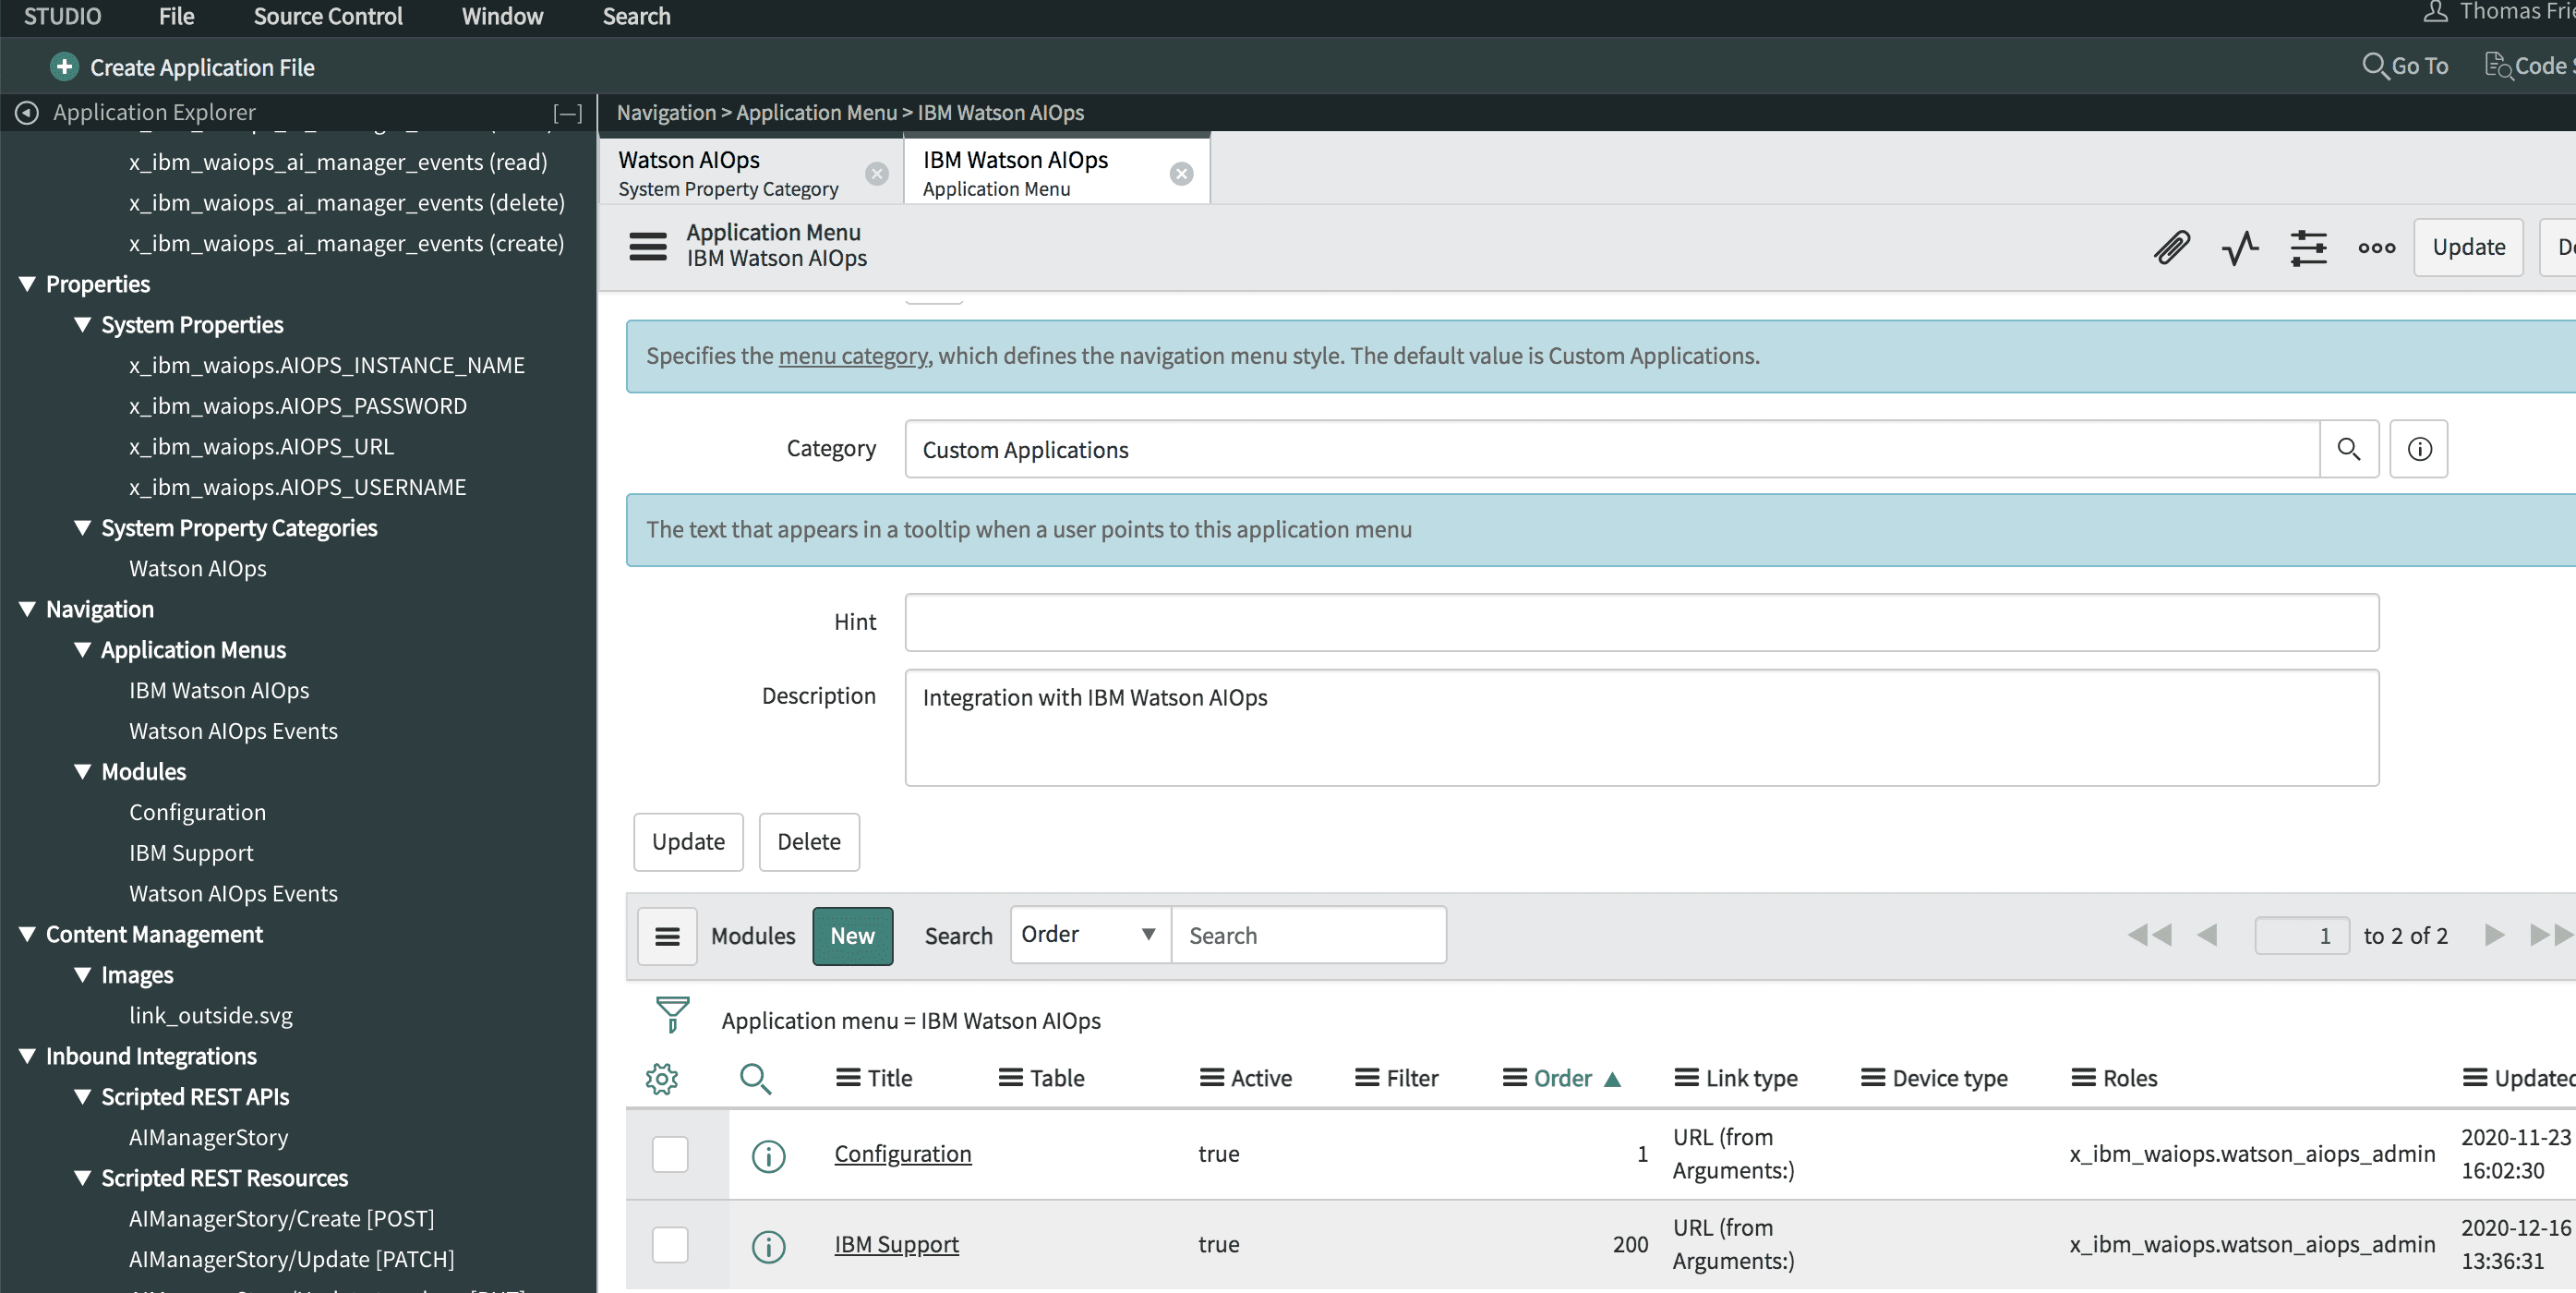 STUDIO File Source Control Window Search Thomas
Create Application File Go To Code
Application Explorer [—] Navigation > Application Menu > IBM Watson AIOps
x_ibm_waiops_ai_manager_events (read)
x_ibm_waiops_ai_manager_events (delete)
x_ibm_waiops_ai_manager_events (create)
Properties
System Properties
x_ibm_waiops.AIOPS_INSTANCE_NAME
x_ibm_waiops.AIOPS_PASSWORD
x_ibm_waiops.AIOPS_URL
x_ibm_waiops.AIOPS_USERNAME
System Property Categories
Watson AIOps
Navigation
Application Menus
IBM Watson AIOps
Watson AIOps Events
Modules
Configuration
IBM Support
Watson AIOps Events
Content Management
Images
link_outside.svg
Inbound Integrations
Scripted REST APIs
AIManagerStory
Scripted REST Resources
AIManagerStory/Create [POST]
AIManagerStory/Update [PATCH]
Watson AIOps
System Property Category
IBM Watson AIOps
Application Menu
Application Menu
IBM Watson AIOps
Update
Specifies the menu category, which defines the navigation menu style. The default value is Custom Applications.
Category Custom Applications
The text that appears in a tooltip when a user points to this application menu
Hint
Description Integration with IBM Watson AIOps
Update Delete
Modules New Search Order Search 1 to 2 of 2
Application menu = IBM Watson AIOps
Title Table Active Filter Order Link type Device type Roles Updated
Configuration true 1 URL (from Arguments:) x_ibm_waiops.watson_aiops_admin 2020-11-23 16:02:30
IBM Support true 200 URL (from Arguments:) x_ibm_waiops.watson_aiops_admin 2020-12-16 13:36:31